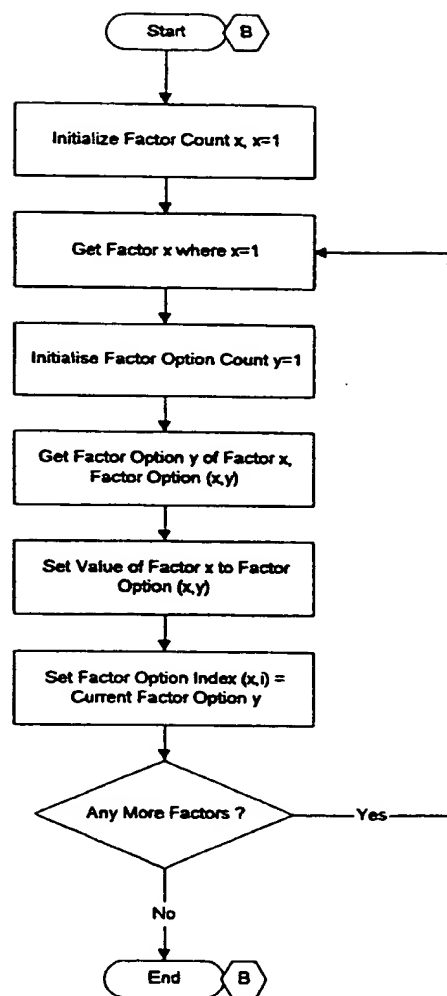 Start B
Initialize Factor Count x, x=1
Get Factor x where x=1
Initialise Factor Option Count y=1
Get Factor Option y of Factor x,
Factor Option (x,y)
Set Value of Factor x to Factor
Option (x,y)
Set Factor Option Index (x,i) =
Current Factor Option y
Any More Factors ?
Yes
No
End B